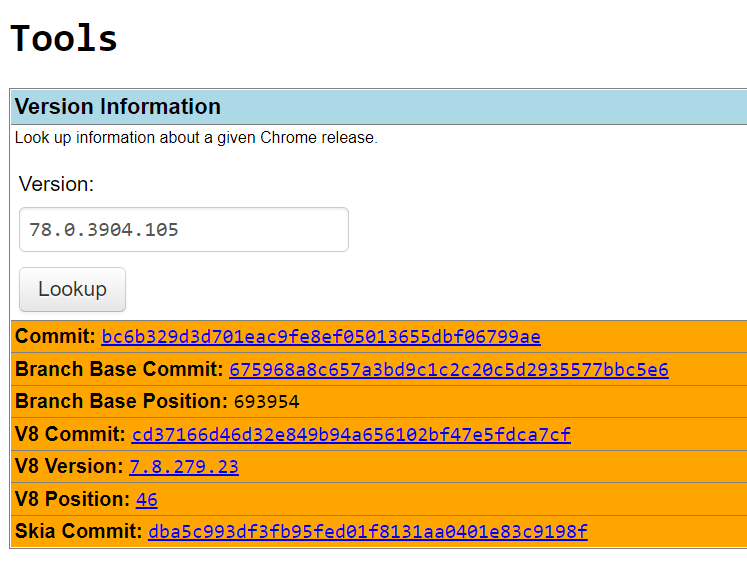 Tools
Version Information
Look up information about a given Chrome release.
Version:
78.0.3904.105
Lookup
Commit: bc6b329d3d701eac9fe8ef05013655dbf06799ae
Branch Base Commit: 675968a8c657a3bd9c1c2c20c5d2935577bbc5e6
Branch Base Position: 693954
V8 Commit: cd37166d46d32e849b94a656102bf47e5fdca7cf
V8 Version: 7.8.279.23
V8 Position: 46
Skia Commit: dba5c993df3fb95fed01f8131aa0401e83c9198f